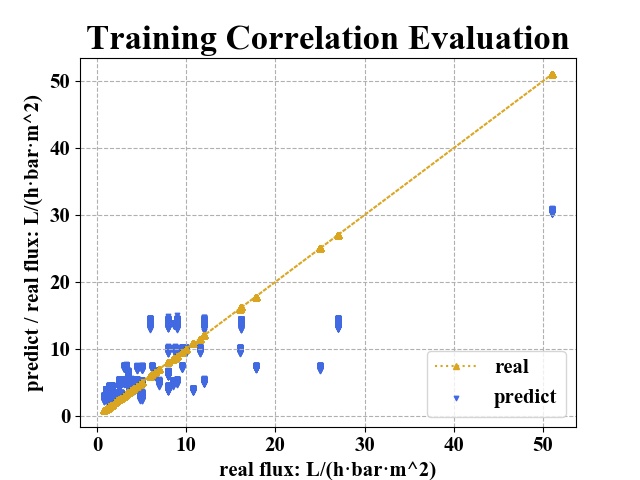 Training Correlation Evaluation
predict / real flux: L/(h·bar·m^2)
50
40
30
20
10
0
real
predict
0 10 20 30 40 50
real flux: L/(h·bar·m^2)